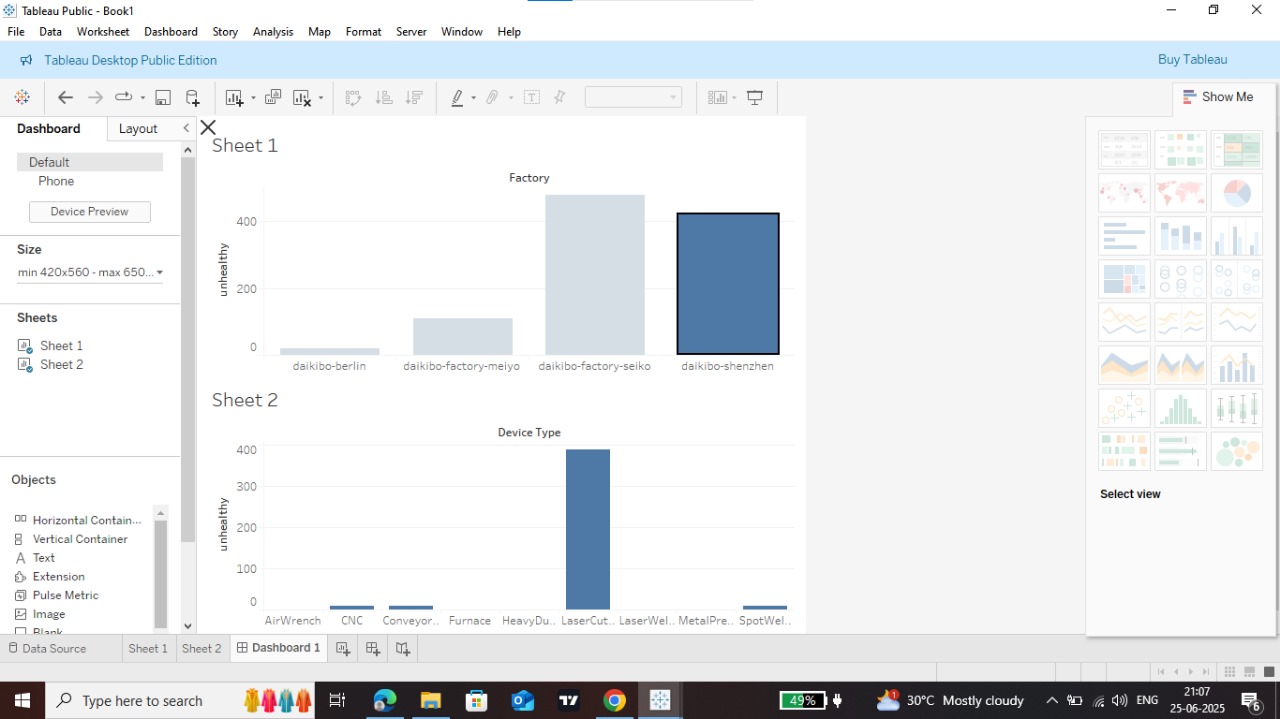 Tableau Public - Book1
File Data Worksheet Dashboard Story Analysis Map Format Server Window Help
Tableau Desktop Public Edition
Buy Tableau
Show Me
Dashboard
Layout
Default
Phone
Device Preview
Size
min 420x560 - max 650...
Sheets
Sheet 1
Sheet 2
Objects
Horizontal Contain...
Vertical Container
Text
Extension
Pulse Metric
Image
Blank
Sheet 1
Factory
unhealthy
400
200
0
daikibo-berlin daikibo-factory-meiyo daikibo-factory-seiko daikibo-shenzhen
Sheet 2
Device Type
unhealthy
400
300
200
100
0
AirWrench CNC Conveyor.. Furnace HeavyDu.. LaserCut.. LaserWel.. MetalPre.. SpotWel..
Select view
Data Source Sheet 1 Sheet 2 Dashboard 1
Type here to search
49%
1
30°C Mostly cloudy
ENG
21:07
25-06-2025
6